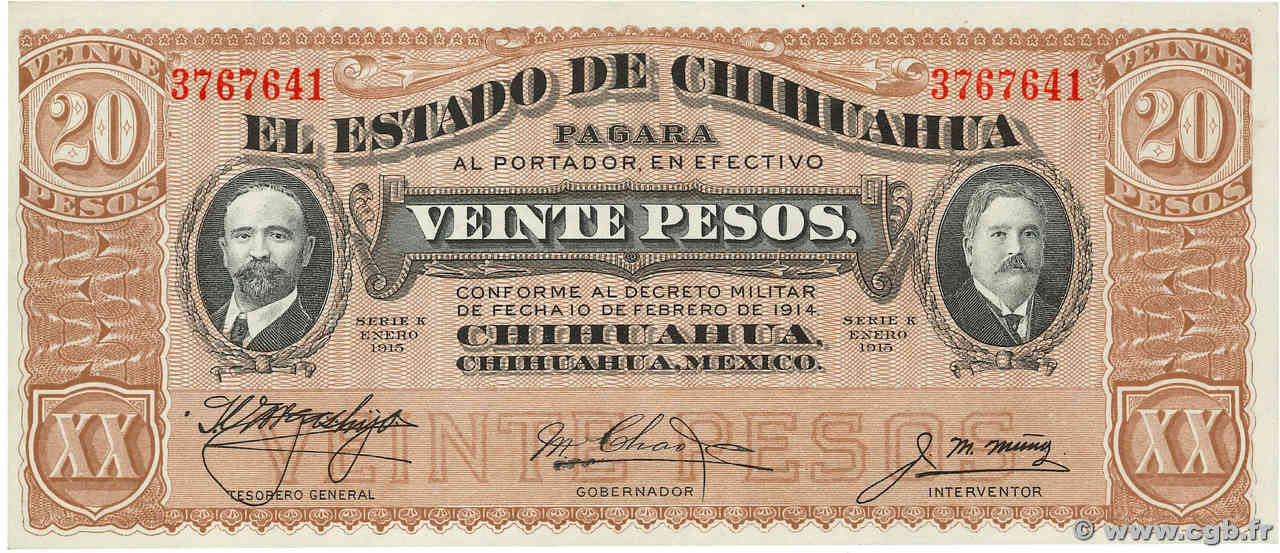 VEINTE
20
PESOS
3767641
3767641
VEINTE
20
PESOS
EL ESTADO DE CHIHUAHUA
PAGARA
AL PORTADOR, EN EFECTIVO
VEINTE PESOS,
CONFORME AL DECRETO MILITAR
DE FECHA 10 DE FEBRERO DE 1914
CHIHUAHUA,
CHIHUAHUA, MEXICO.
SERIE K
ENERO
1915
SERIE K
ENERO
1915
XX
VEINTE PESOS
XX
M Chao
J. M. Muñoz
TESORERO GENERAL
GOBERNADOR
INTERVENTOR
© www.cgb.fr